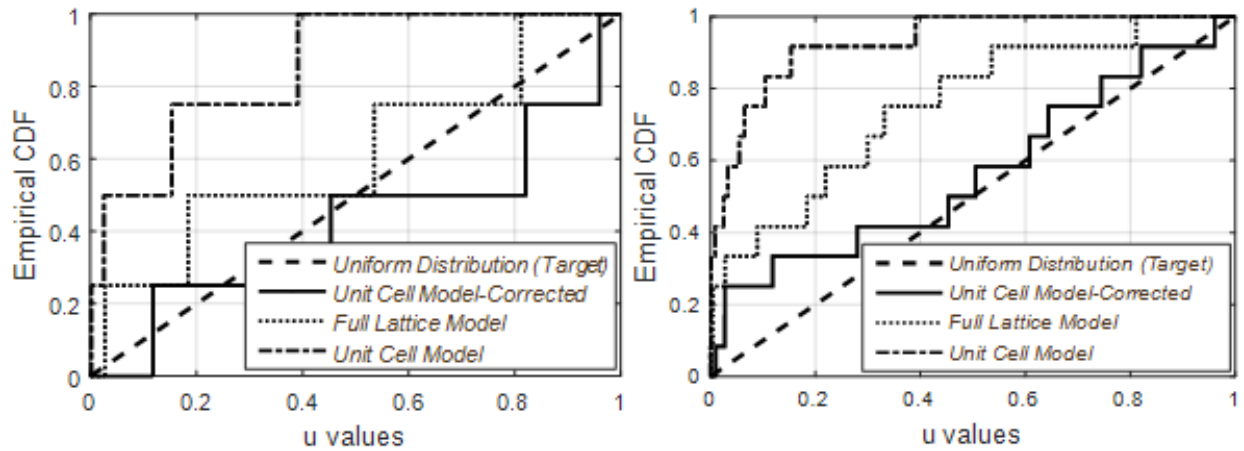 Empirical CDF
1
0.8
0.6
0.4
0.2
0
Uniform Distribution (Target)
Unit Cell Model-Corrected
Full Lattice Model
Unit Cell Model
0 0.2 0.4 0.6 0.8 1
u values
Empirical CDF
1
0.8
0.6
0.4
0.2
0
Uniform Distribution (Target)
Unit Cell Model-Corrected
Full Lattice Model
Unit Cell Model
0 0.2 0.4 0.6 0.8 1
u values